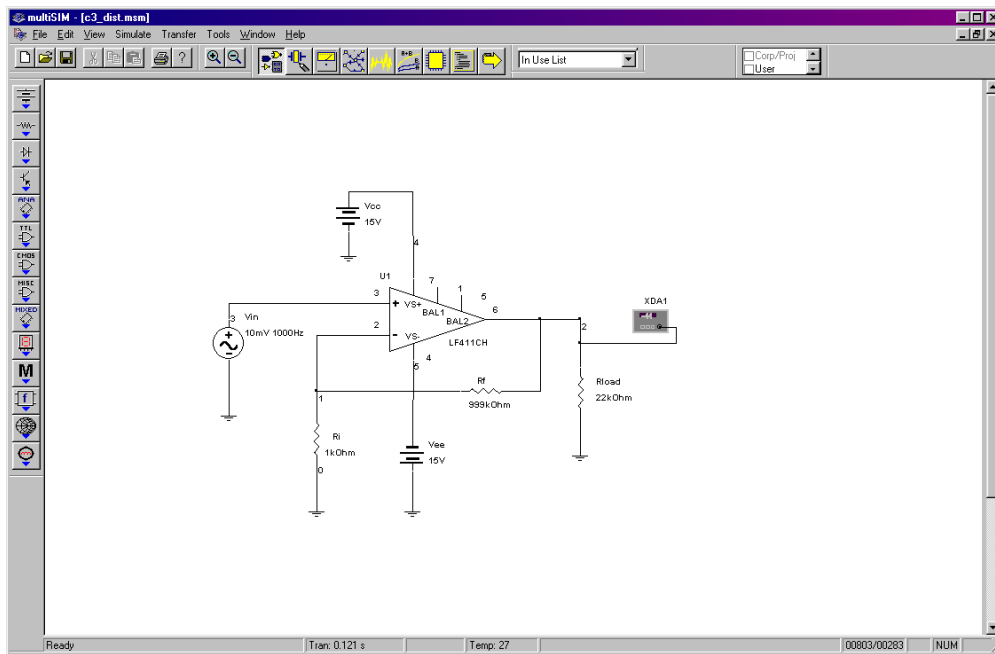 multiSIM - [c3_dist.msm]
File Edit View Simulate Transfer Tools Window Help
In Use List
Corp/Proj
User
ANA
TTL
CMOS
MISC
MIXED
M
f
Vcc
15V
4
U1
7
1
5
3
VS+
BAL1
BAL2
6
XDA1
3
Vin
10mV 1000Hz
2
VS-
LF411CH
2
4
5
1
Rf
999kOhm
Rload
22kOhm
Ri
1kOhm
0
Vee
15V
Ready
Tran: 0.121 s
Temp: 27
00803/00283
NUM